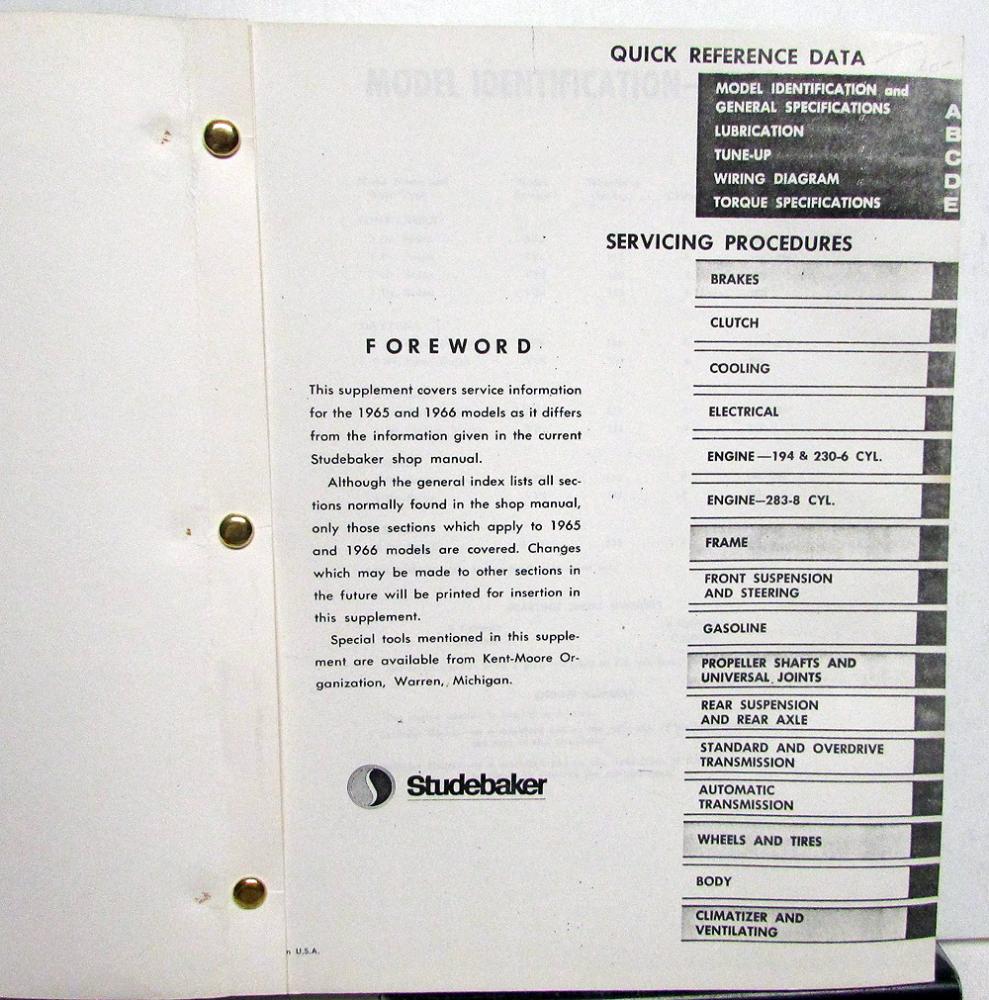 QUICK REFERENCE DATA
MODEL IDENTIFICATION and
GENERAL SPECIFICATIONS A
LUBRICATION B
TUNE-UP C
WIRING DIAGRAM D
TORQUE SPECIFICATIONS E
SERVICING PROCEDURES
BRAKES
CLUTCH
COOLING
ELECTRICAL
ENGINE—194 & 230-6 CYL.
ENGINE—283-8 CYL.
FRAME
FRONT SUSPENSION
AND STEERING
GASOLINE
PROPELLER SHAFTS AND
UNIVERSAL JOINTS
REAR SUSPENSION
AND REAR AXLE
STANDARD AND OVERDRIVE
TRANSMISSION
AUTOMATIC
TRANSMISSION
WHEELS AND TIRES
BODY
CLIMATIZER AND
VENTILATING
FOREWORD
This supplement covers service information
for the 1965 and 1966 models as it differs
from the information given in the current
Studebaker shop manual.
Although the general index lists all sec-
tions normally found in the shop manual,
only those sections which apply to 1965
and 1966 models are covered. Changes
which may be made to other sections in
the future will be printed for insertion in
this supplement.
Special tools mentioned in this supple-
ment are available from Kent-Moore Or-
ganization, Warren, Michigan.
Studebaker
U.S.A.
MODEL IDENTIFICATION